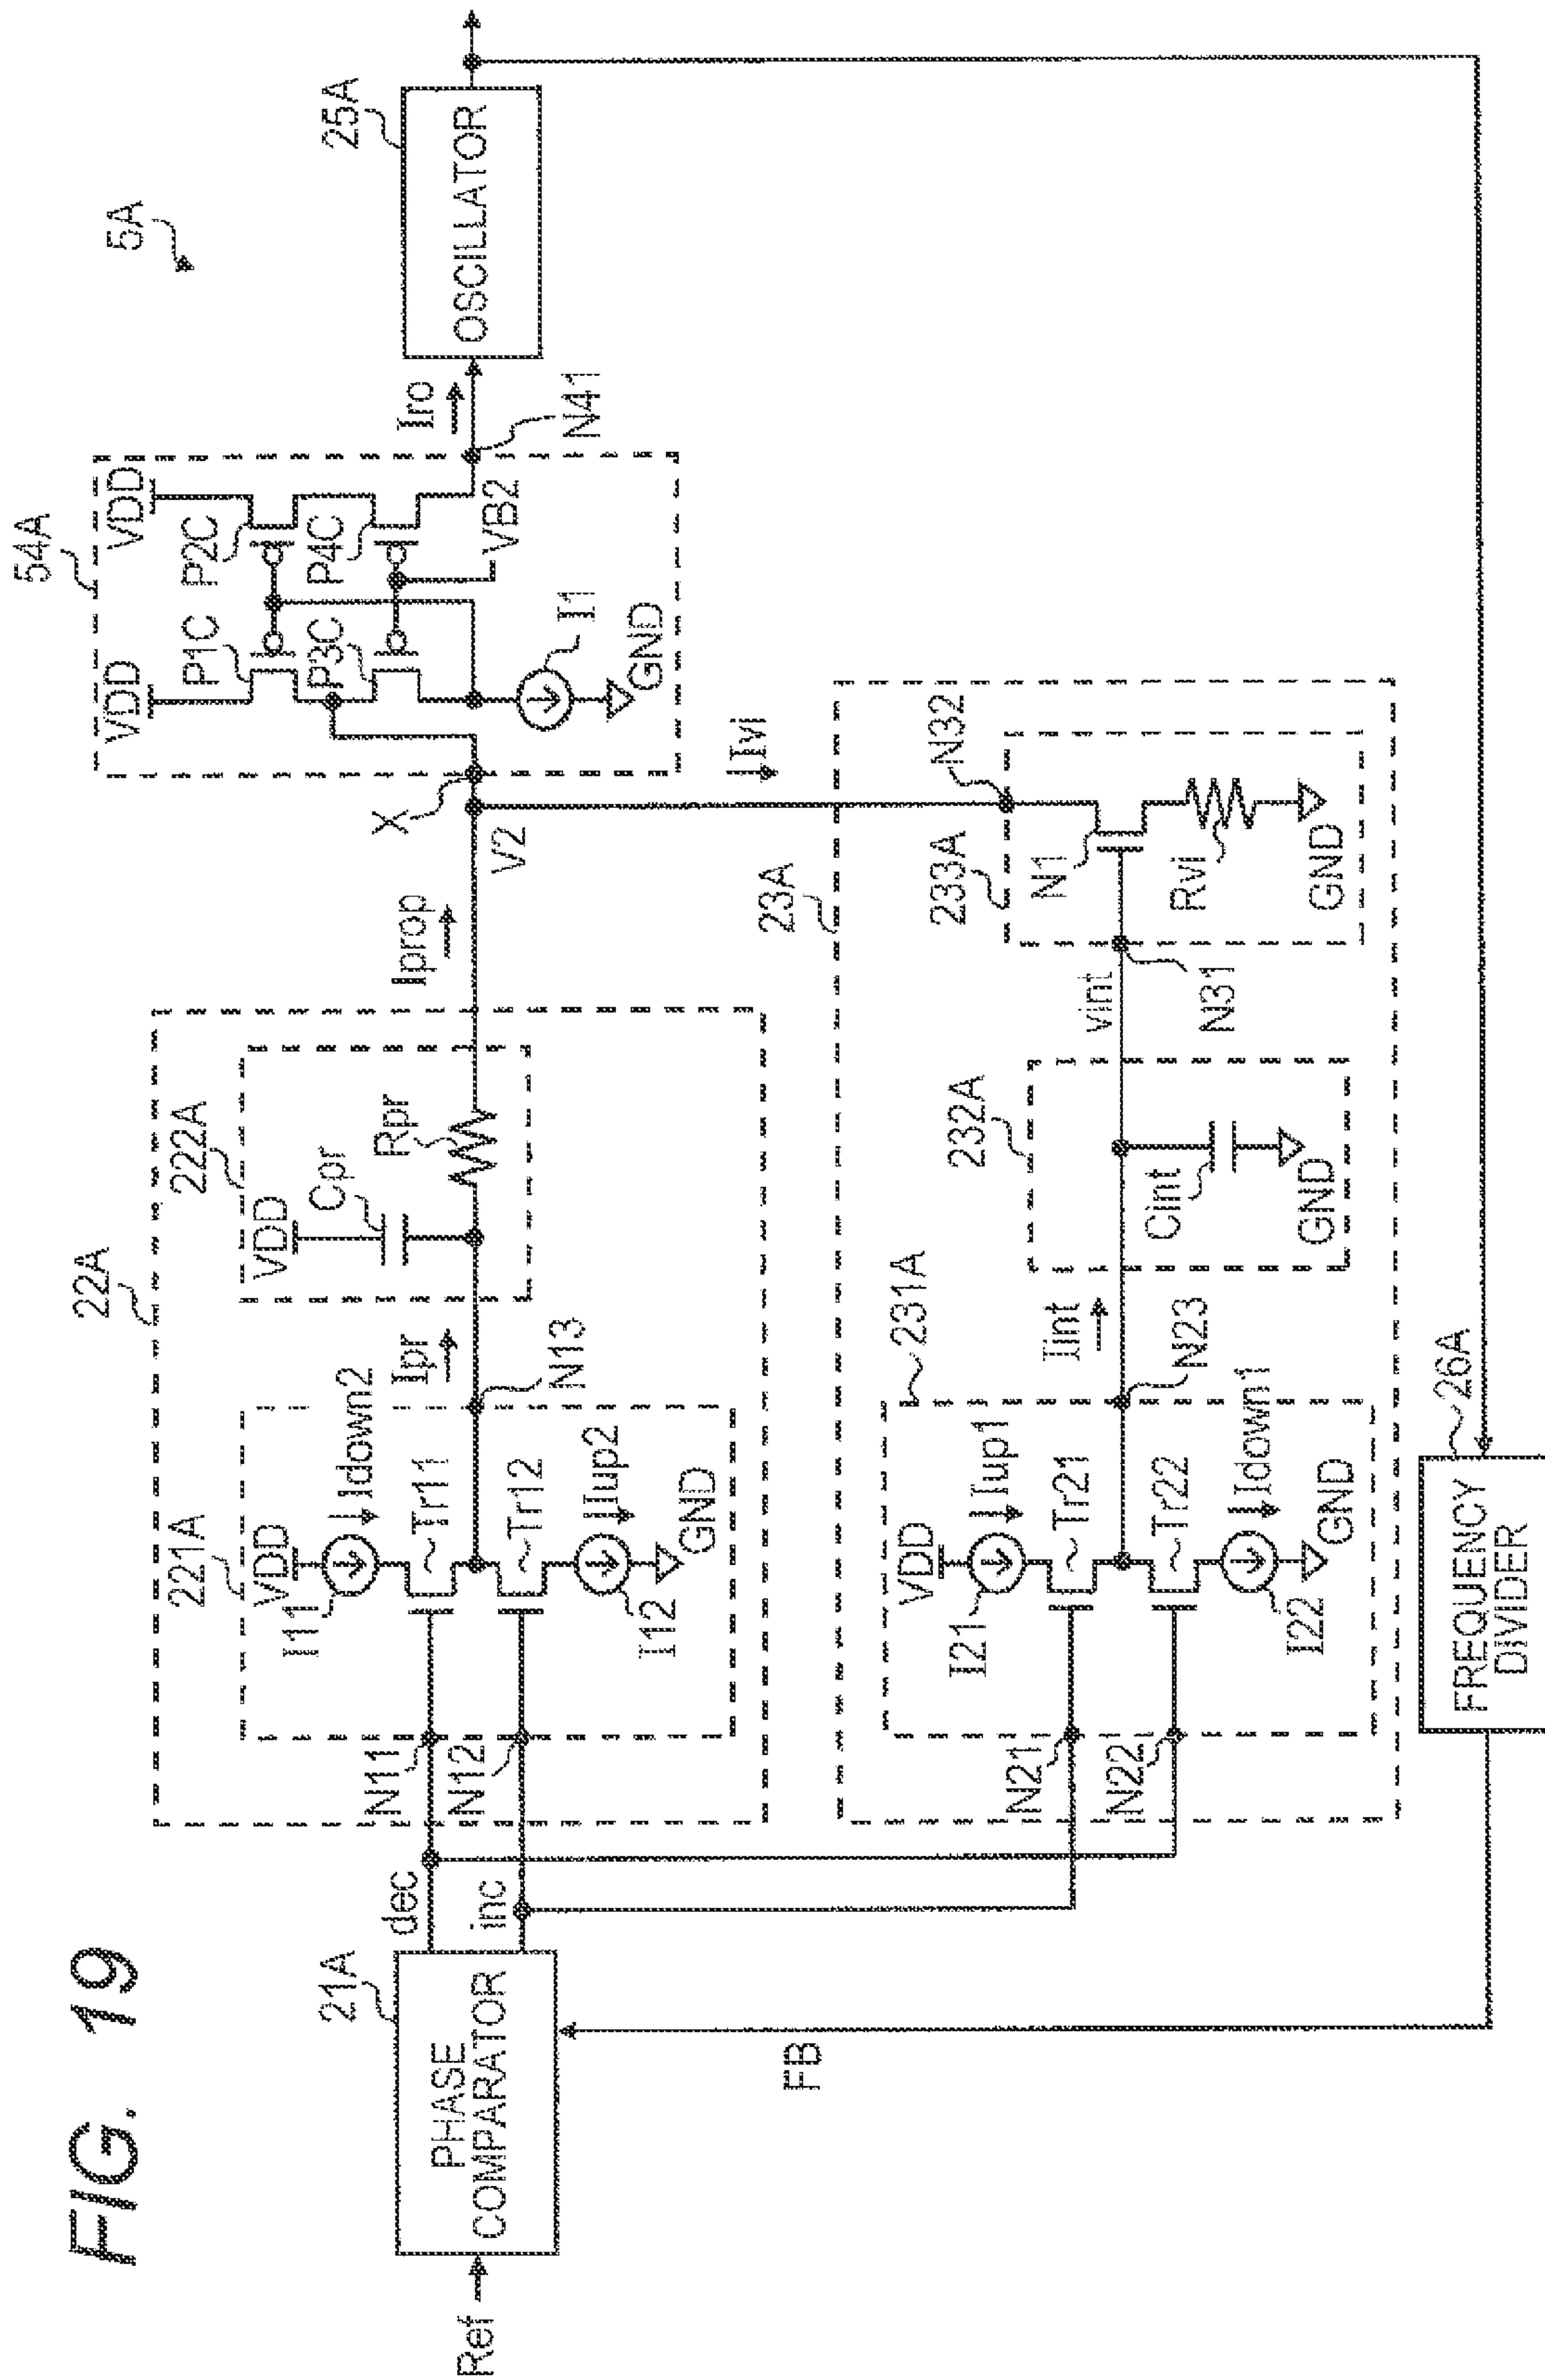 FIG. 19
5A
Ref
21A
PHASE
COMPARATOR
dec
inc
FB
22A
221A
N11
N12
VDD
I11
Idown2
Tr11
Tr12
Iup2
I12
GND
N13
Ipr
222A
VDD
Cpr
Rpr
Iprop
V2
X
54A
VDD
VDD
P1C
P2C
P3C
P4C
VB2
I1
GND
N41
Iro
25A
OSCILLATOR
Ivi
23A
231A
N21
N22
VDD
I21
Iup1
Tr21
Tr22
Idown1
I22
GND
N23
Iint
232A
Cint
GND
vint
N31
233A
N32
N1
Rvi
GND
26A
FREQUENCY
DIVIDER